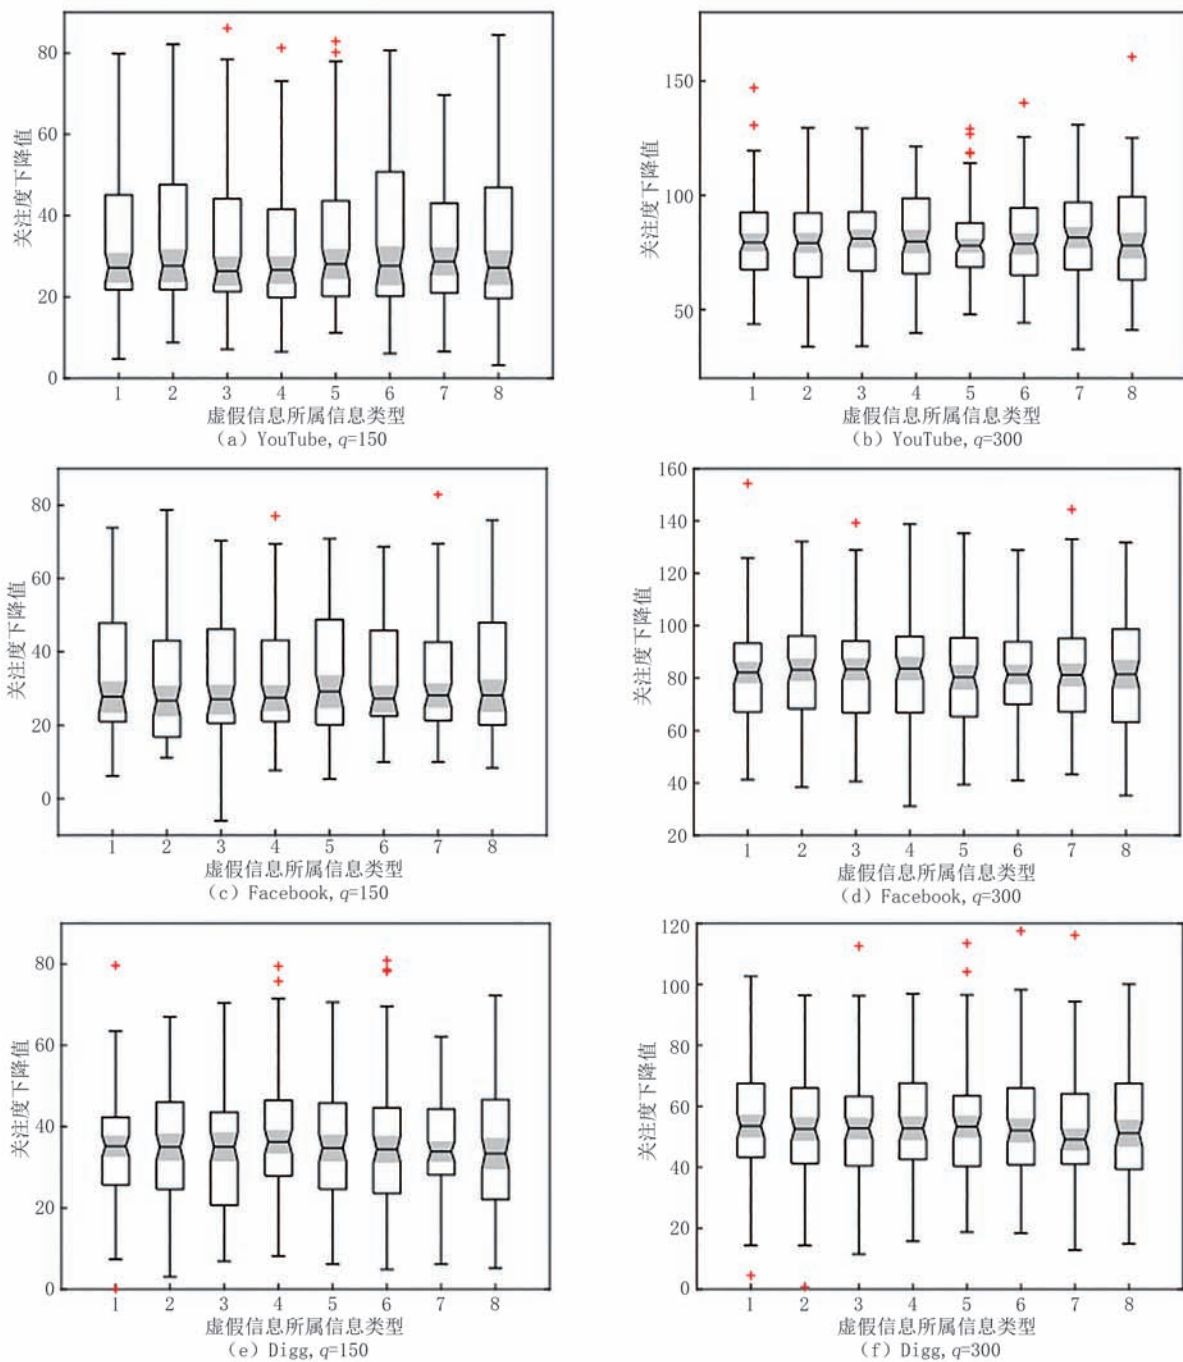 80
60
40
20
0
关注度下降值
1 2 3 4 5 6 7 8
虚假信息所属信息类型
(a) YouTube, q=150
150
100
50
关注度下降值
1 2 3 4 5 6 7 8
虚假信息所属信息类型
(b) YouTube, q=300
80
60
40
20
0
关注度下降值
1 2 3 4 5 6 7 8
虚假信息所属信息类型
(c) Facebook, q=150
160
140
120
100
80
60
40
20
关注度下降值
1 2 3 4 5 6 7 8
虚假信息所属信息类型
(d) Facebook, q=300
80
60
40
20
0
关注度下降值
1 2 3 4 5 6 7 8
虚假信息所属信息类型
(e) Digg, q=150
120
100
80
60
40
20
0
关注度下降值
1 2 3 4 5 6 7 8
虚假信息所属信息类型
(f) Digg, q=300